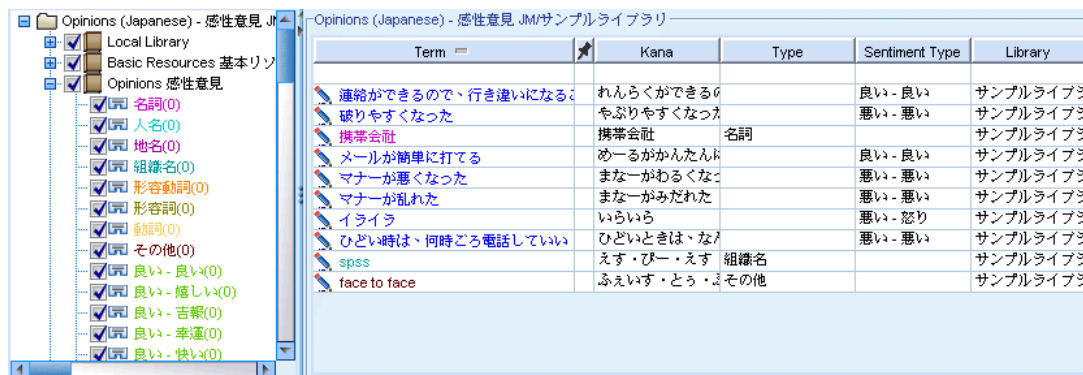 Opinions (Japanese) - 感性意見 J
Local Library
Basic Resources 基本リソ
Opinions 感性意見
名詞(0)
人名(0)
地名(0)
組織名(0)
形容動詞(0)
形容詞(0)
動詞(0)
その他(0)
良い - 良い(0)
良い - 嬉しい(0)
良い - 吉報(0)
良い - 幸運(0)
良い - 快い(0)
Opinions (Japanese) - 感性意見 JM/サンプルライブラリ
Term Kana Type Sentiment Type Library
連絡ができるので、行き違いになる れんらくができる 良い - 良い サンプルライブラ
破りやすくなった やぶりやすくなっ 悪い - 悪い サンプルライブラ
携帯会社 携帯会社 名詞 サンプルライブラ
メールが簡単に打てる めーるがかんたん 良い - 良い サンプルライブラ
マナーが悪くなった まなーがわるくな 悪い - 悪い サンプルライブラ
マナーが乱れた まなーがみだれた 悪い - 悪い サンプルライブラ
イライラ いらいら 悪い - 怒り サンプルライブラ
ひどい時は、何時ごろ電話していい ひどいときは、な 悪い - 悪い サンプルライブラ
spss えす・ぴー・えす 組織名 サンプルライブラ
face to face ふぇいす・とぅ・ その他 サンプルライブラ